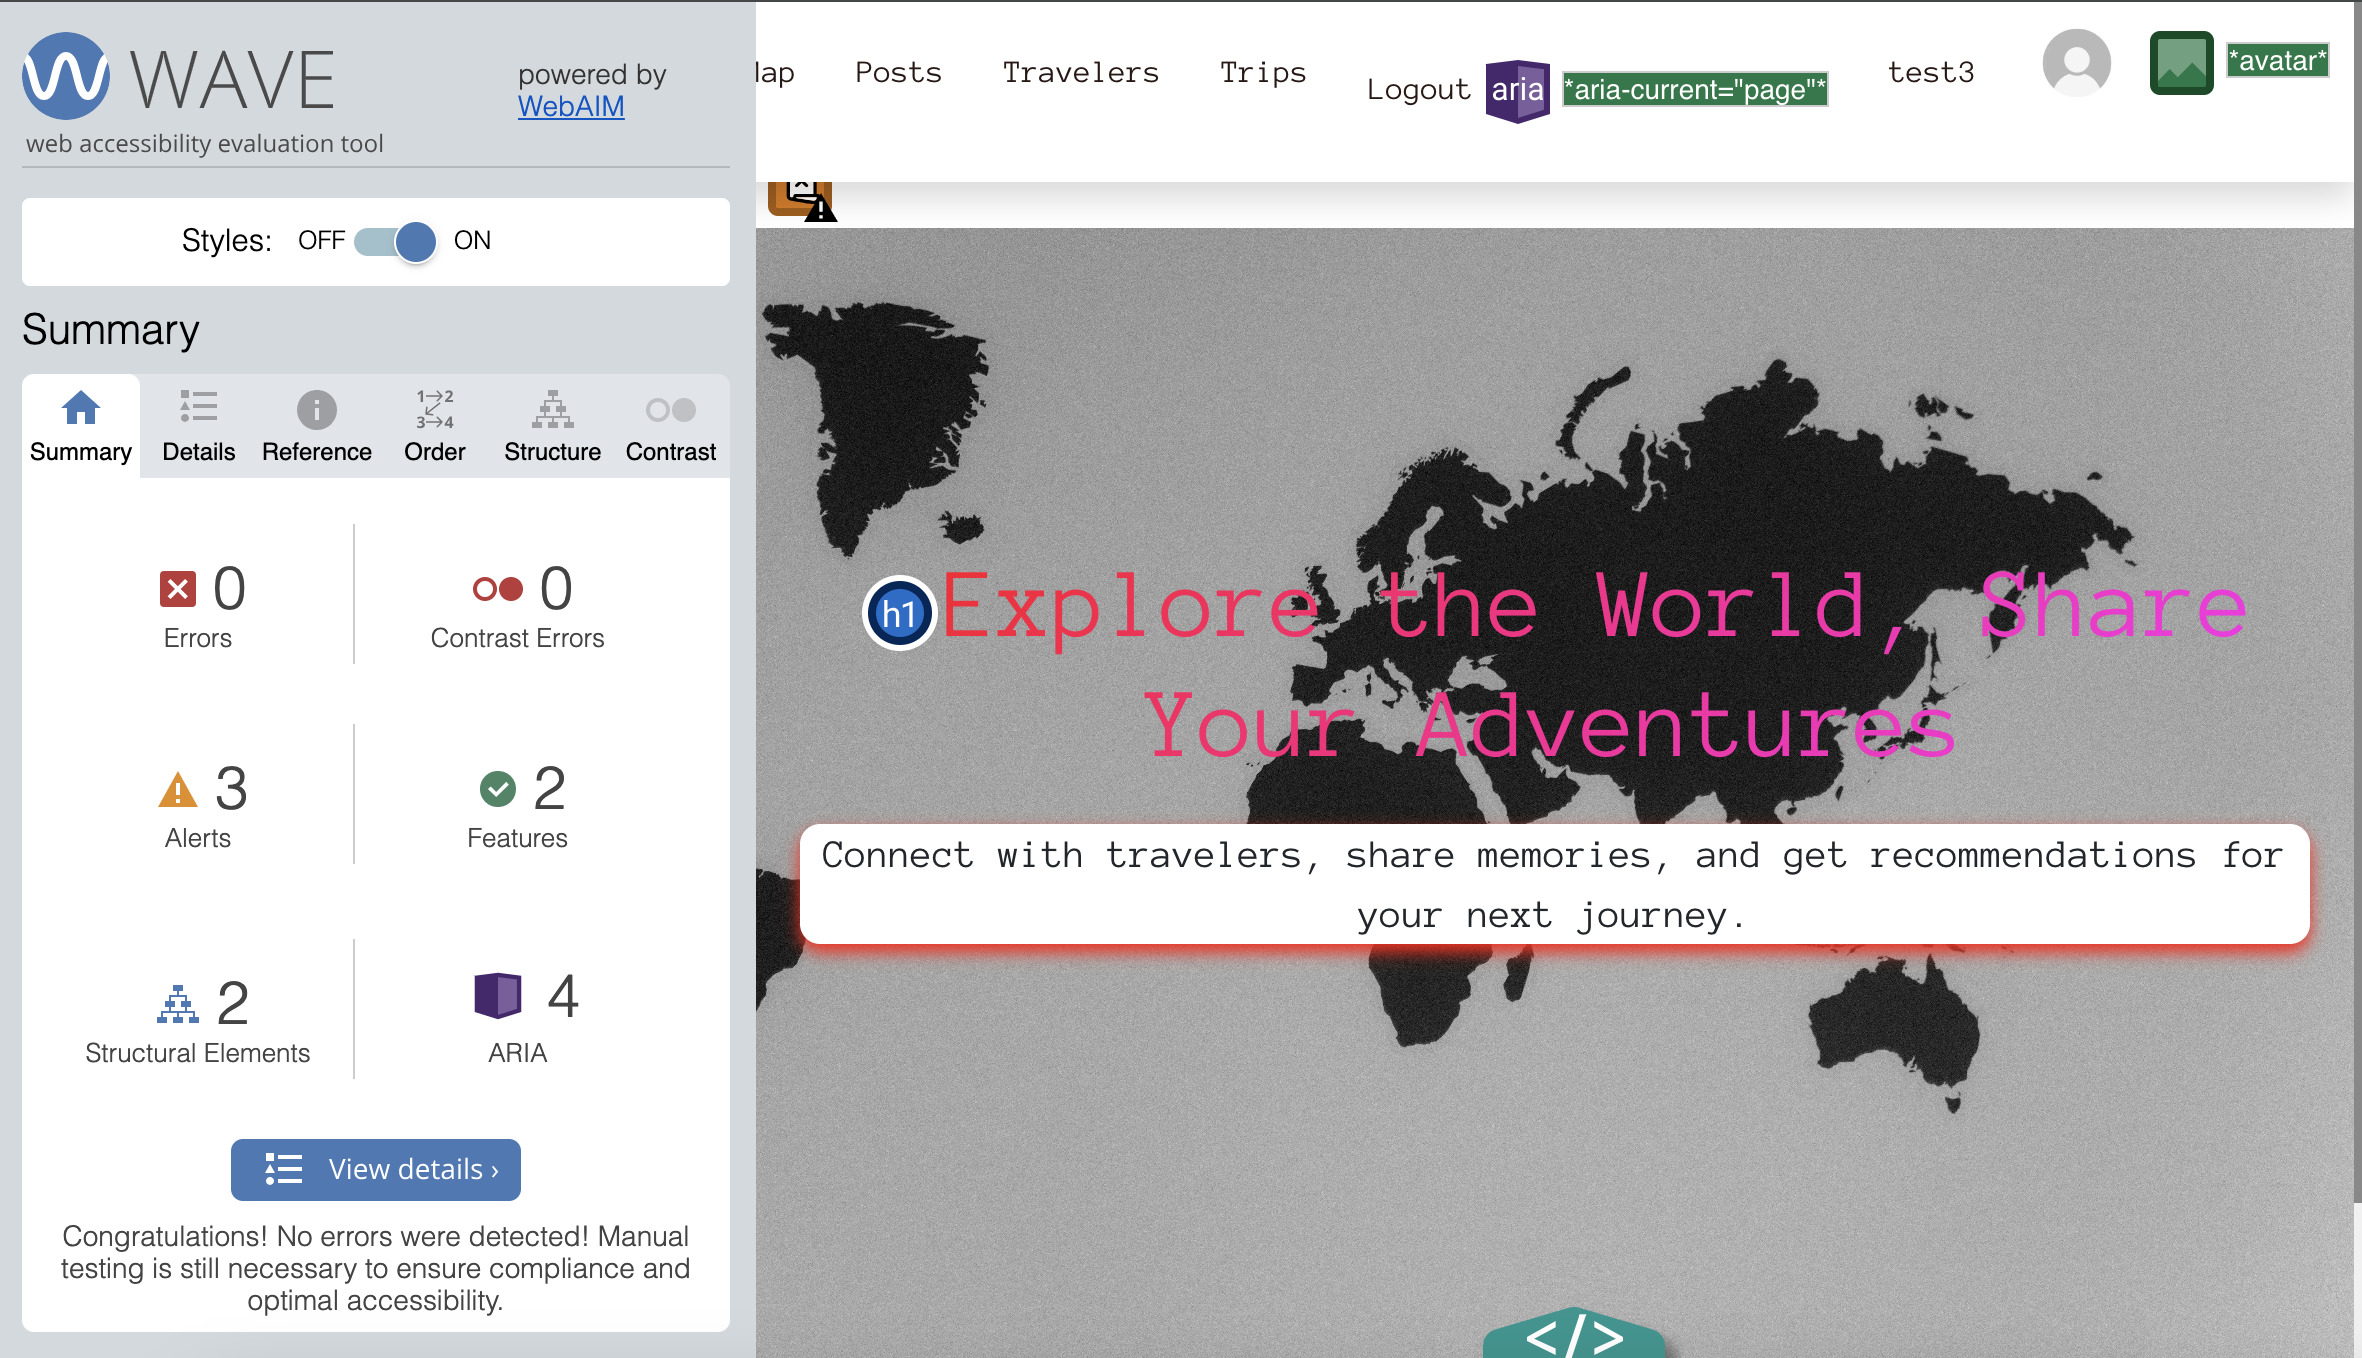 WAVE
powered by
WebAIM
web accessibility evaluation tool
Styles: OFF ON
Summary
Summary Details Reference Order Structure Contrast
1→2
3→4
0
Errors
0
Contrast Errors
3
Alerts
2
Features
2
Structural Elements
4
ARIA
View details ›
Congratulations! No errors were detected! Manual
testing is still necessary to ensure compliance and
optimal accessibility.
Posts Travelers Trips Logout aria *aria-current="page"* test3 *avatar*
h1 Explore the World, Share
Your Adventures
Connect with travelers, share memories, and get recommendations for
your next journey.
</>